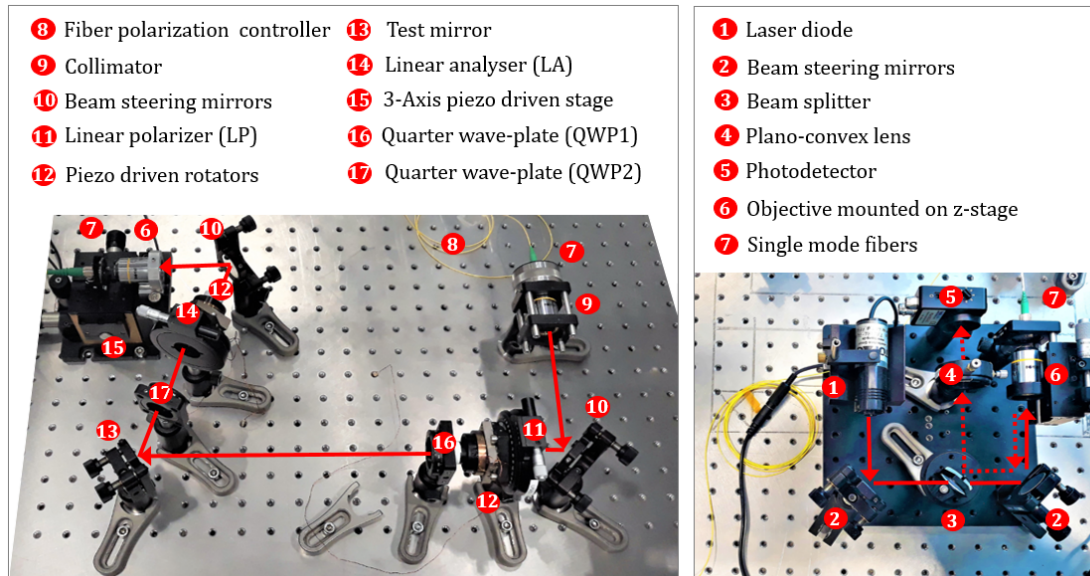 8 Fiber polarization controller
9 Collimator
10 Beam steering mirrors
11 Linear polarizer (LP)
12 Piezo driven rotators
13 Test mirror
14 Linear analyser (LA)
15 3-Axis piezo driven stage
16 Quarter wave-plate (QWP1)
17 Quarter wave-plate (QWP2)
7
6
10
12
14
15
17
13
8
7
9
10
11
16
12
1 Laser diode
2 Beam steering mirrors
3 Beam splitter
4 Plano-convex lens
5 Photodetector
6 Objective mounted on z-stage
7 Single mode fibers
5
7
1
4
6
2
3
2